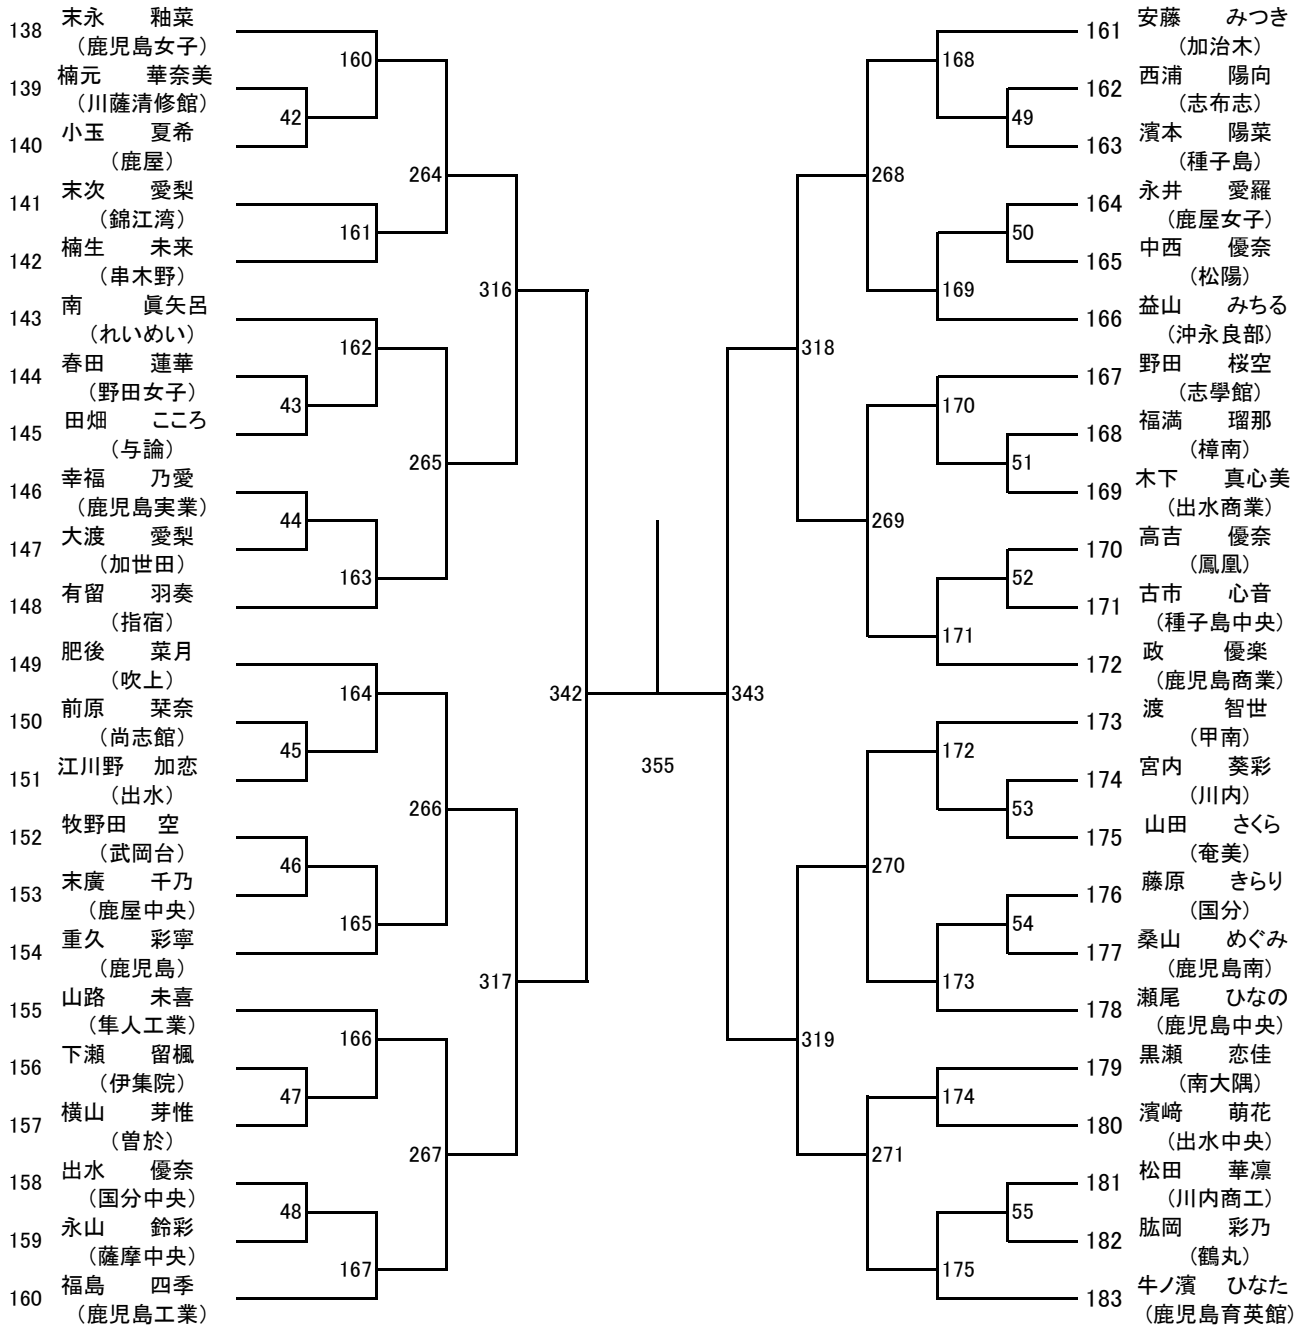 138 末永 釉菜
(鹿児島女子)
139 楠元 華奈美
(川薩清修館)
140 小玉 夏希
(鹿屋)
141 末次 愛梨
(錦江湾)
142 楠生 未来
(串木野)
143 南 眞矢呂
(れいめい)
144 春田 蓮華
(野田女子)
145 田畑 こころ
(与論)
146 幸福 乃愛
(鹿児島実業)
147 大渡 愛梨
(加世田)
148 有留 羽奏
(指宿)
149 肥後 菜月
(吹上)
150 前原 栞奈
(尚志館)
151 江川野 加恋
(出水)
152 牧野田 空
(武岡台)
153 末廣 千乃
(鹿屋中央)
154 重久 彩寧
(鹿児島)
155 山路 未喜
(隼人工業)
156 下瀬 留楓
(伊集院)
157 横山 芽惟
(曽於)
158 出水 優奈
(国分中央)
159 永山 鈴彩
(薩摩中央)
160 福島 四季
(鹿児島工業)
160
42
264
161
316
162
43
265
44
163
342
164
45
266
46
165
317
166
47
267
48
167
355
343
168
49
268
50
169
318
170
51
269
52
171
172
53
270
54
173
319
174
271
55
175
161 安藤 みつき
(加治木)
162 西浦 陽向
(志布志)
163 濱本 陽菜
(種子島)
164 永井 愛羅
(鹿屋女子)
165 中西 優奈
(松陽)
166 益山 みちる
(沖永良部)
167 野田 桜空
(志學館)
168 福満 瑠那
(樟南)
169 木下 真心美
(出水商業)
170 高吉 優奈
(鳳凰)
171 古市 心音
(種子島中央)
172 政 優楽
(鹿児島商業)
173 渡 智世
(甲南)
174 宮内 葵彩
(川内)
175 山田 さくら
(奄美)
176 藤原 きらり
(国分)
177 桑山 めぐみ
(鹿児島南)
178 瀬尾 ひなの
(鹿児島中央)
179 黒瀬 恋佳
(南大隅)
180 濱﨑 萌花
(出水中央)
181 松田 華凛
(川内商工)
182 肱岡 彩乃
(鶴丸)
183 牛ノ濱 ひなた
(鹿児島育英館)